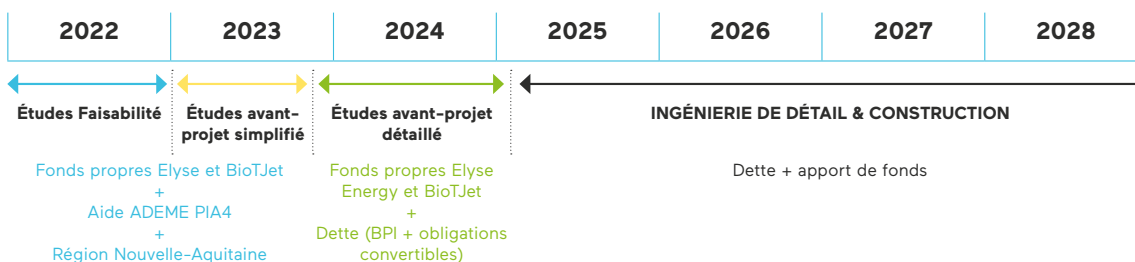 2022 2023 2024 2025 2026 2027 2028
Études Faisabilité
Études avant-
projet simplifié
Études avant-projet
détaillé
INGÉNIERIE DE DÉTAIL & CONSTRUCTION
Fonds propres Elyse et BioTJet
+
Aide ADEME PIA4
+
Région Nouvelle-Aquitaine
Fonds propres Elyse
Energy et BioTJet
+
Dette (BPI + obligations
convertibles)
Dette + apport de fonds